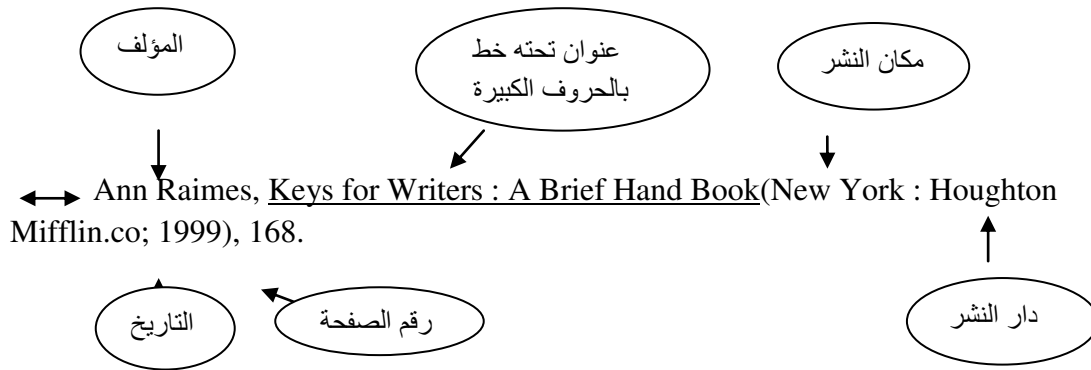 المؤلف
عنوان تحته خط
بالحروف الكبيرة
مكان النشر
Ann Raimes, Keys for Writers : A Brief Hand Book(New York : Houghton
Mifflin.co; 1999), 168.
التاريخ
رقم الصفحة
دار النشر